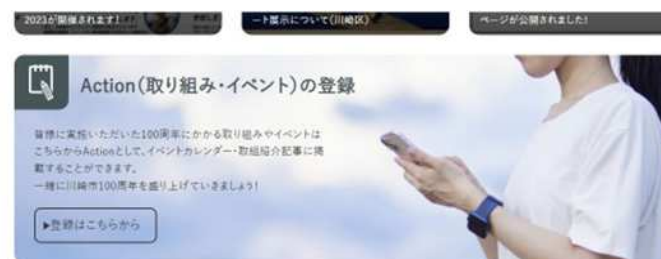 2023が開催されます!
ート展示について(川崎区)
ページが公開されました!
Action(取り組み・イベント)の登録
皆様に実施いただいた100周年にかかる取り組みやイベントは
こちらからActionとして、イベントカレンダー・取組紹介記事に掲
載することができます。
一緒に川崎市100周年を盛り上げていきましょう!
▶登録はこちらから